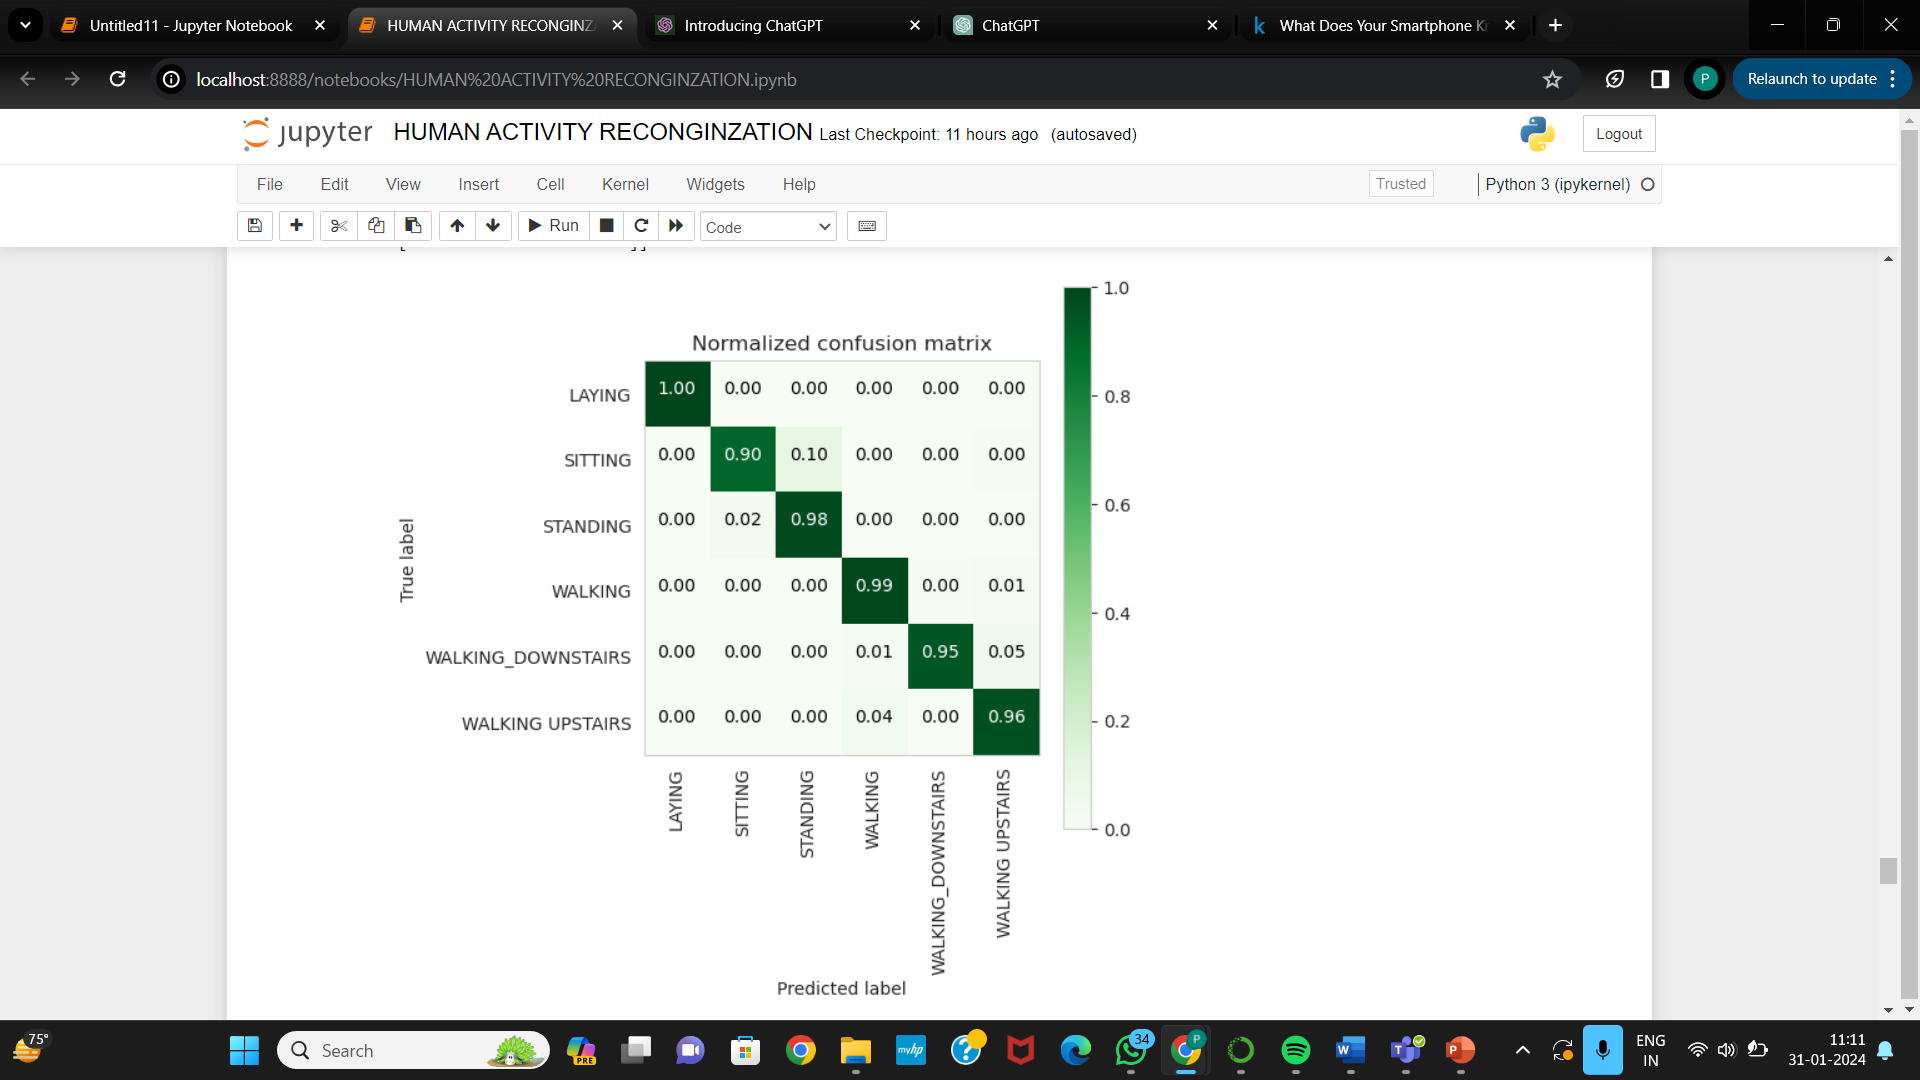 Untitled11 - Jupyter Notebook
HUMAN ACTIVITY RECONGINZ
Introducing ChatGPT
ChatGPT
What Does Your Smartphone Kn
localhost:8888/notebooks/HUMAN%20ACTIVITY%20RECONGINZATION.ipynb
P
Relaunch to update
jupyter
HUMAN ACTIVITY RECONGINZATION Last Checkpoint: 11 hours ago (autosaved)
Logout
File Edit View Insert Cell Kernel Widgets Help
Trusted
Python 3 (ipykernel)
Run
Code
Normalized confusion matrix
LAYING 1.00 0.00 0.00 0.00 0.00 0.00
SITTING 0.00 0.90 0.10 0.00 0.00 0.00
STANDING 0.00 0.02 0.98 0.00 0.00 0.00
WALKING 0.00 0.00 0.00 0.99 0.00 0.01
WALKING_DOWNSTAIRS 0.00 0.00 0.00 0.01 0.95 0.05
WALKING UPSTAIRS 0.00 0.00 0.00 0.04 0.00 0.96
True label
LAYING
SITTING
STANDING
WALKING
WALKING_DOWNSTAIRS
WALKING UPSTAIRS
Predicted label
1.0
0.8
0.6
0.4
0.2
0.0
75°
Search
PRE
myhp
34
P
ENG
IN
11:11
31-01-2024